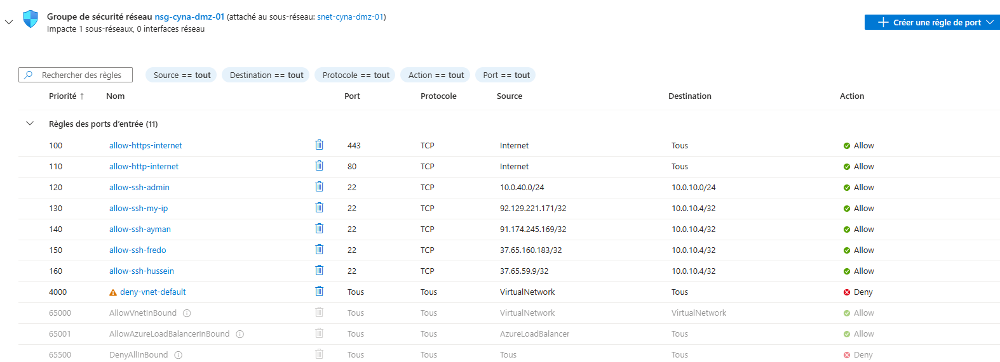 Groupe de sécurité réseau nsg-cyna-dmz-01 (attaché au sous-réseau: snet-cyna-dmz-01)
Impacte 1 sous-réseaux, 0 interfaces réseau
Créer une règle de port
Rechercher des règles
Source == tout
Destination == tout
Protocole == tout
Action == tout
Port == tout
Priorité ↑ Nom Port Protocole Source Destination Action
Règles des ports d'entrée (11)
100 allow-https-internet 443 TCP Internet Tous Allow
110 allow-http-internet 80 TCP Internet Tous Allow
120 allow-ssh-admin 22 TCP 10.0.40.0/24 10.0.10.0/24 Allow
130 allow-ssh-my-ip 22 TCP 92.129.221.171/32 10.0.10.4/32 Allow
140 allow-ssh-ayman 22 TCP 91.174.245.169/32 10.0.10.4/32 Allow
150 allow-ssh-fredo 22 TCP 37.65.160.183/32 10.0.10.4/32 Allow
160 allow-ssh-hussein 22 TCP 37.65.59.9/32 10.0.10.4/32 Allow
4000 deny-vnet-default Tous Tous VirtualNetwork Tous Deny
65000 AllowVnetInBound Tous Tous VirtualNetwork VirtualNetwork Allow
65001 AllowAzureLoadBalancerInBound Tous Tous AzureLoadBalancer Tous Allow
65500 DenyAllInBound Tous Tous Tous Tous Deny